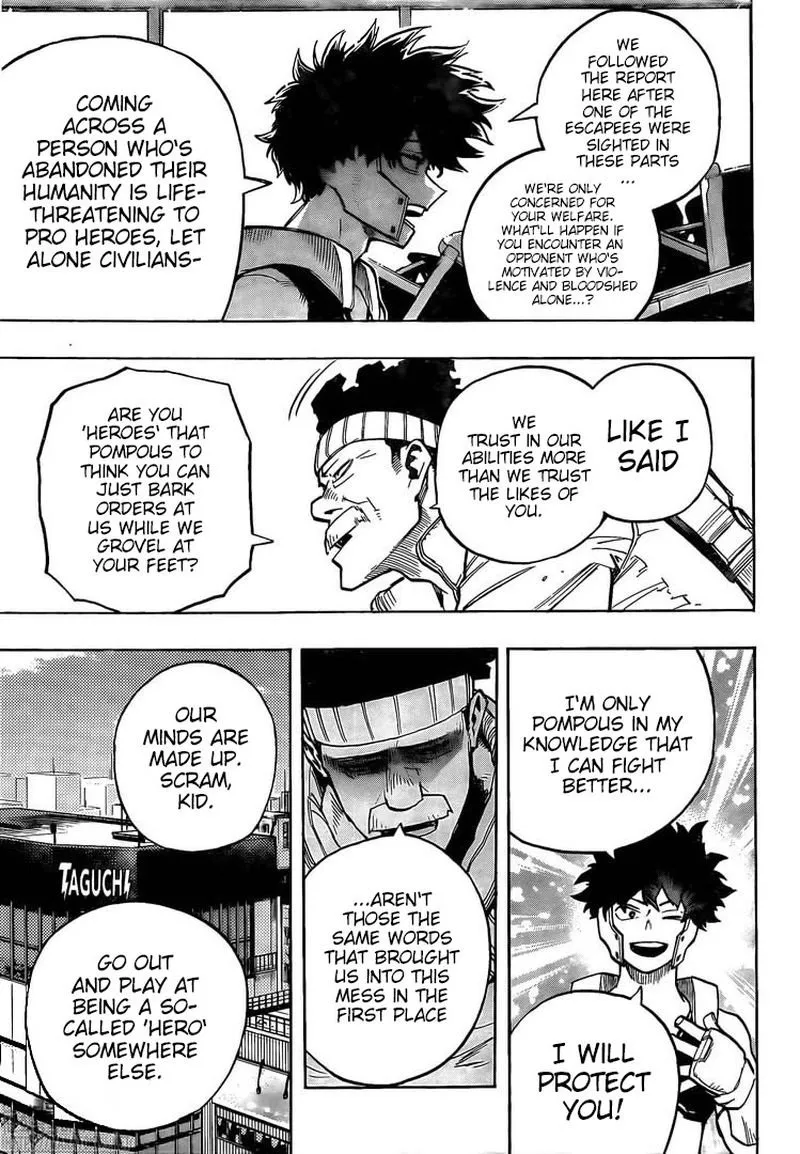 WE
FOLLOWED
THE REPORT
HERE AFTER
ONE OF THE
ESCAPEES WERE
SIGHTED IN
THESE PARTS
...
WE'RE ONLY
CONCERNED FOR
YOUR WELFARE.
WHAT'LL HAPPEN IF
YOU ENCOUNTER AN
OPPONENT WHO'S
MOTIVATED BY VIO-
LENCE AND BLOODSHED
ALONE...?
COMING
ACROSS A
PERSON WHO'S
ABANDONED THEIR
HUMANITY IS LIFE-
THREATENING TO
PRO HEROES, LET
ALONE CIVILIANS-
LIKE I
SAID
WE
TRUST IN OUR
ABILITIES MORE
THAN WE TRUST
THE LIKES OF
YOU.
ARE YOU
'HEROES' THAT
POMPOUS TO
THINK YOU CAN
JUST BARK
ORDERS AT
US WHILE WE
GROVEL AT
YOUR FEET?
I'M ONLY
POMPOUS IN MY
KNOWLEDGE THAT
I CAN FIGHT
BETTER...
I WILL
PROTECT
YOU!
...AREN'T
THOSE THE
SAME WORDS
THAT BROUGHT
US INTO THIS
MESS IN THE
FIRST PLACE
OUR
MINDS ARE
MADE UP.
SCRAM,
KID.
TAGUCHI
GO OUT
AND PLAY AT
BEING A SO-
CALLED 'HERO'
SOMEWHERE
ELSE.